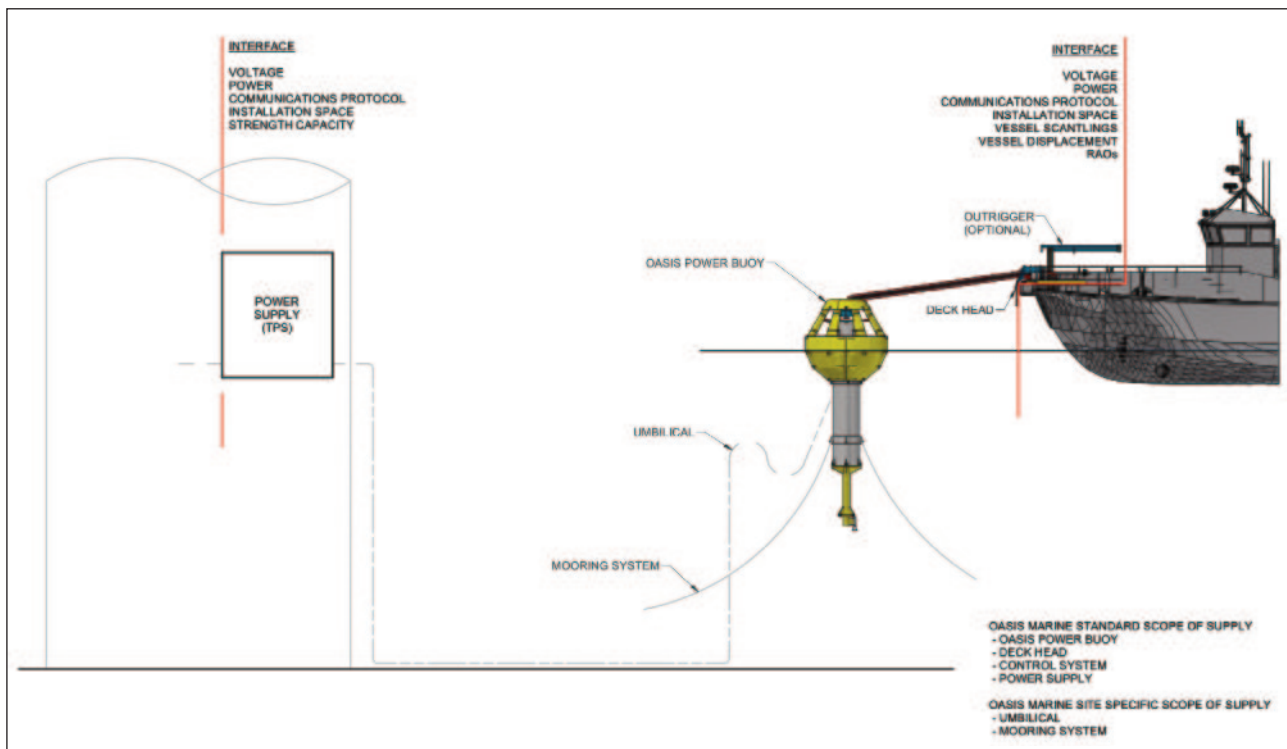 INTERFACE
VOLTAGE
POWER
COMMUNICATIONS PROTOCOL
INSTALLATION SPACE
STRENGTH CAPACITY
INTERFACE
VOLTAGE
POWER
COMMUNICATIONS PROTOCOL
INSTALLATION SPACE
VESSEL SCANTLINGS
VESSEL DISPLACEMENT
RAOs
OUTRIGGER
(OPTIONAL)
OASIS POWER BUOY
DECK HEAD
POWER
SUPPLY
(TPS)
UMBILICAL
MOORING SYSTEM
OASIS MARINE STANDARD SCOPE OF SUPPLY
- OASIS POWER BUOY
- DECK HEAD
- CONTROL SYSTEM
- POWER SUPPLY
OASIS MARINE SITE SPECIFIC SCOPE OF SUPPLY
- UMBILICAL
- MOORING SYSTEM